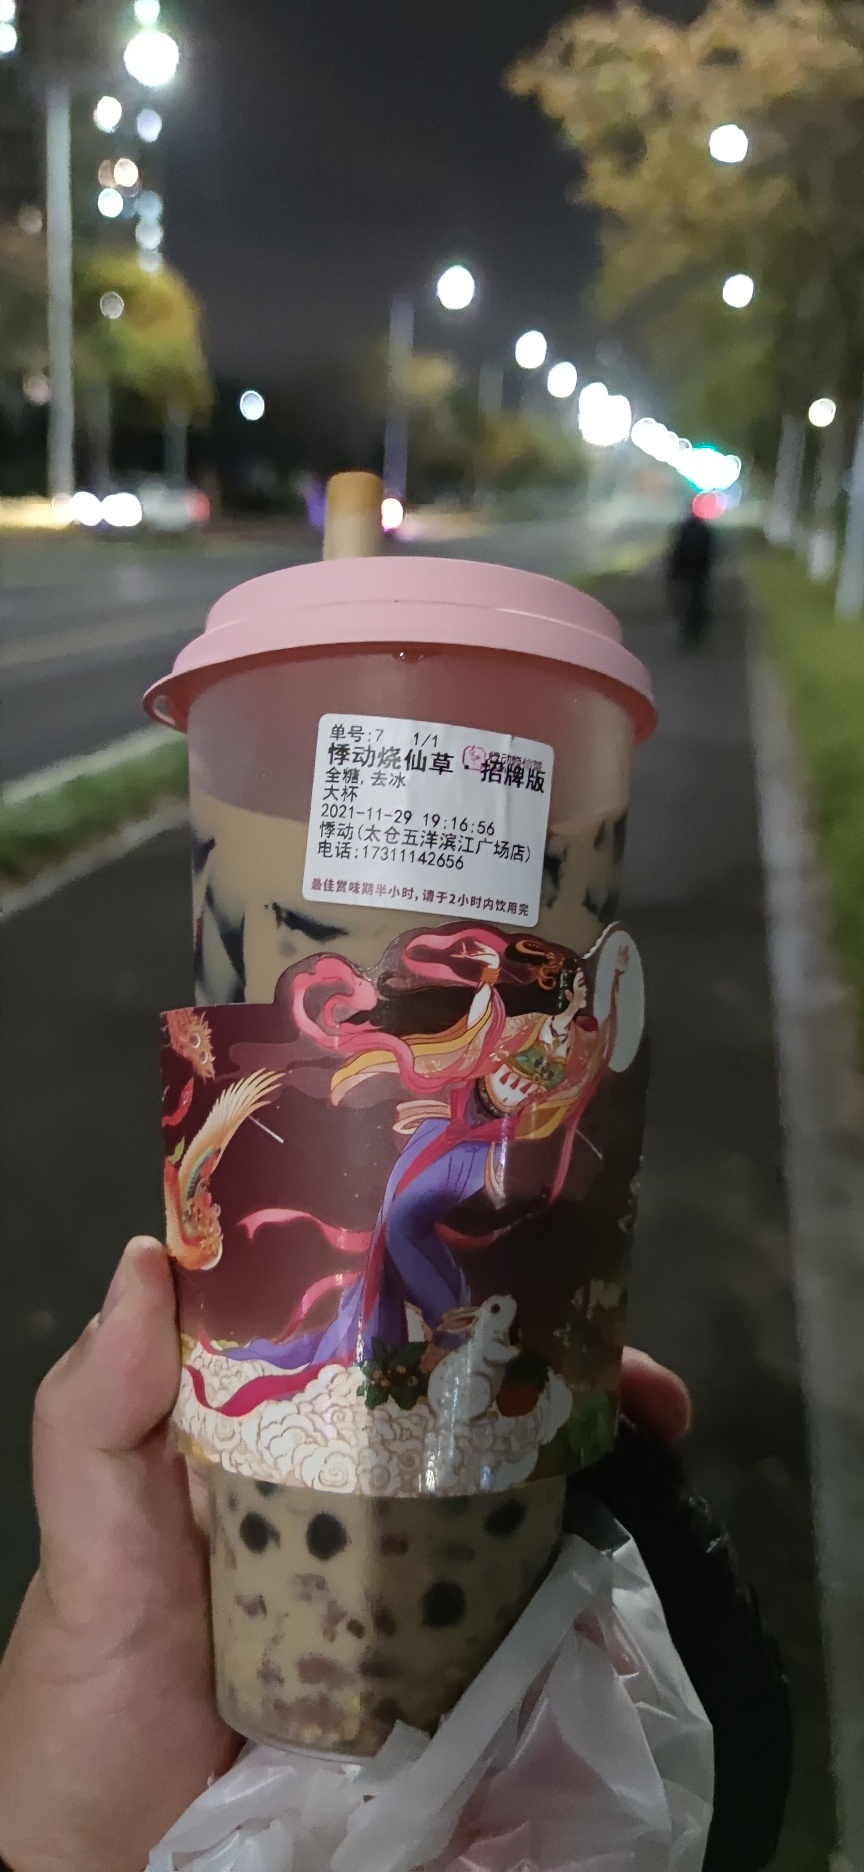 单号:7 1/1
悸动烧仙草·招牌版
全糖,去冰
大杯
2021-11-29 19:16:56
悸动(太仓五洋滨江广场店)
电话:17311142656
最佳赏味期半小时,请于2小时内饮用完